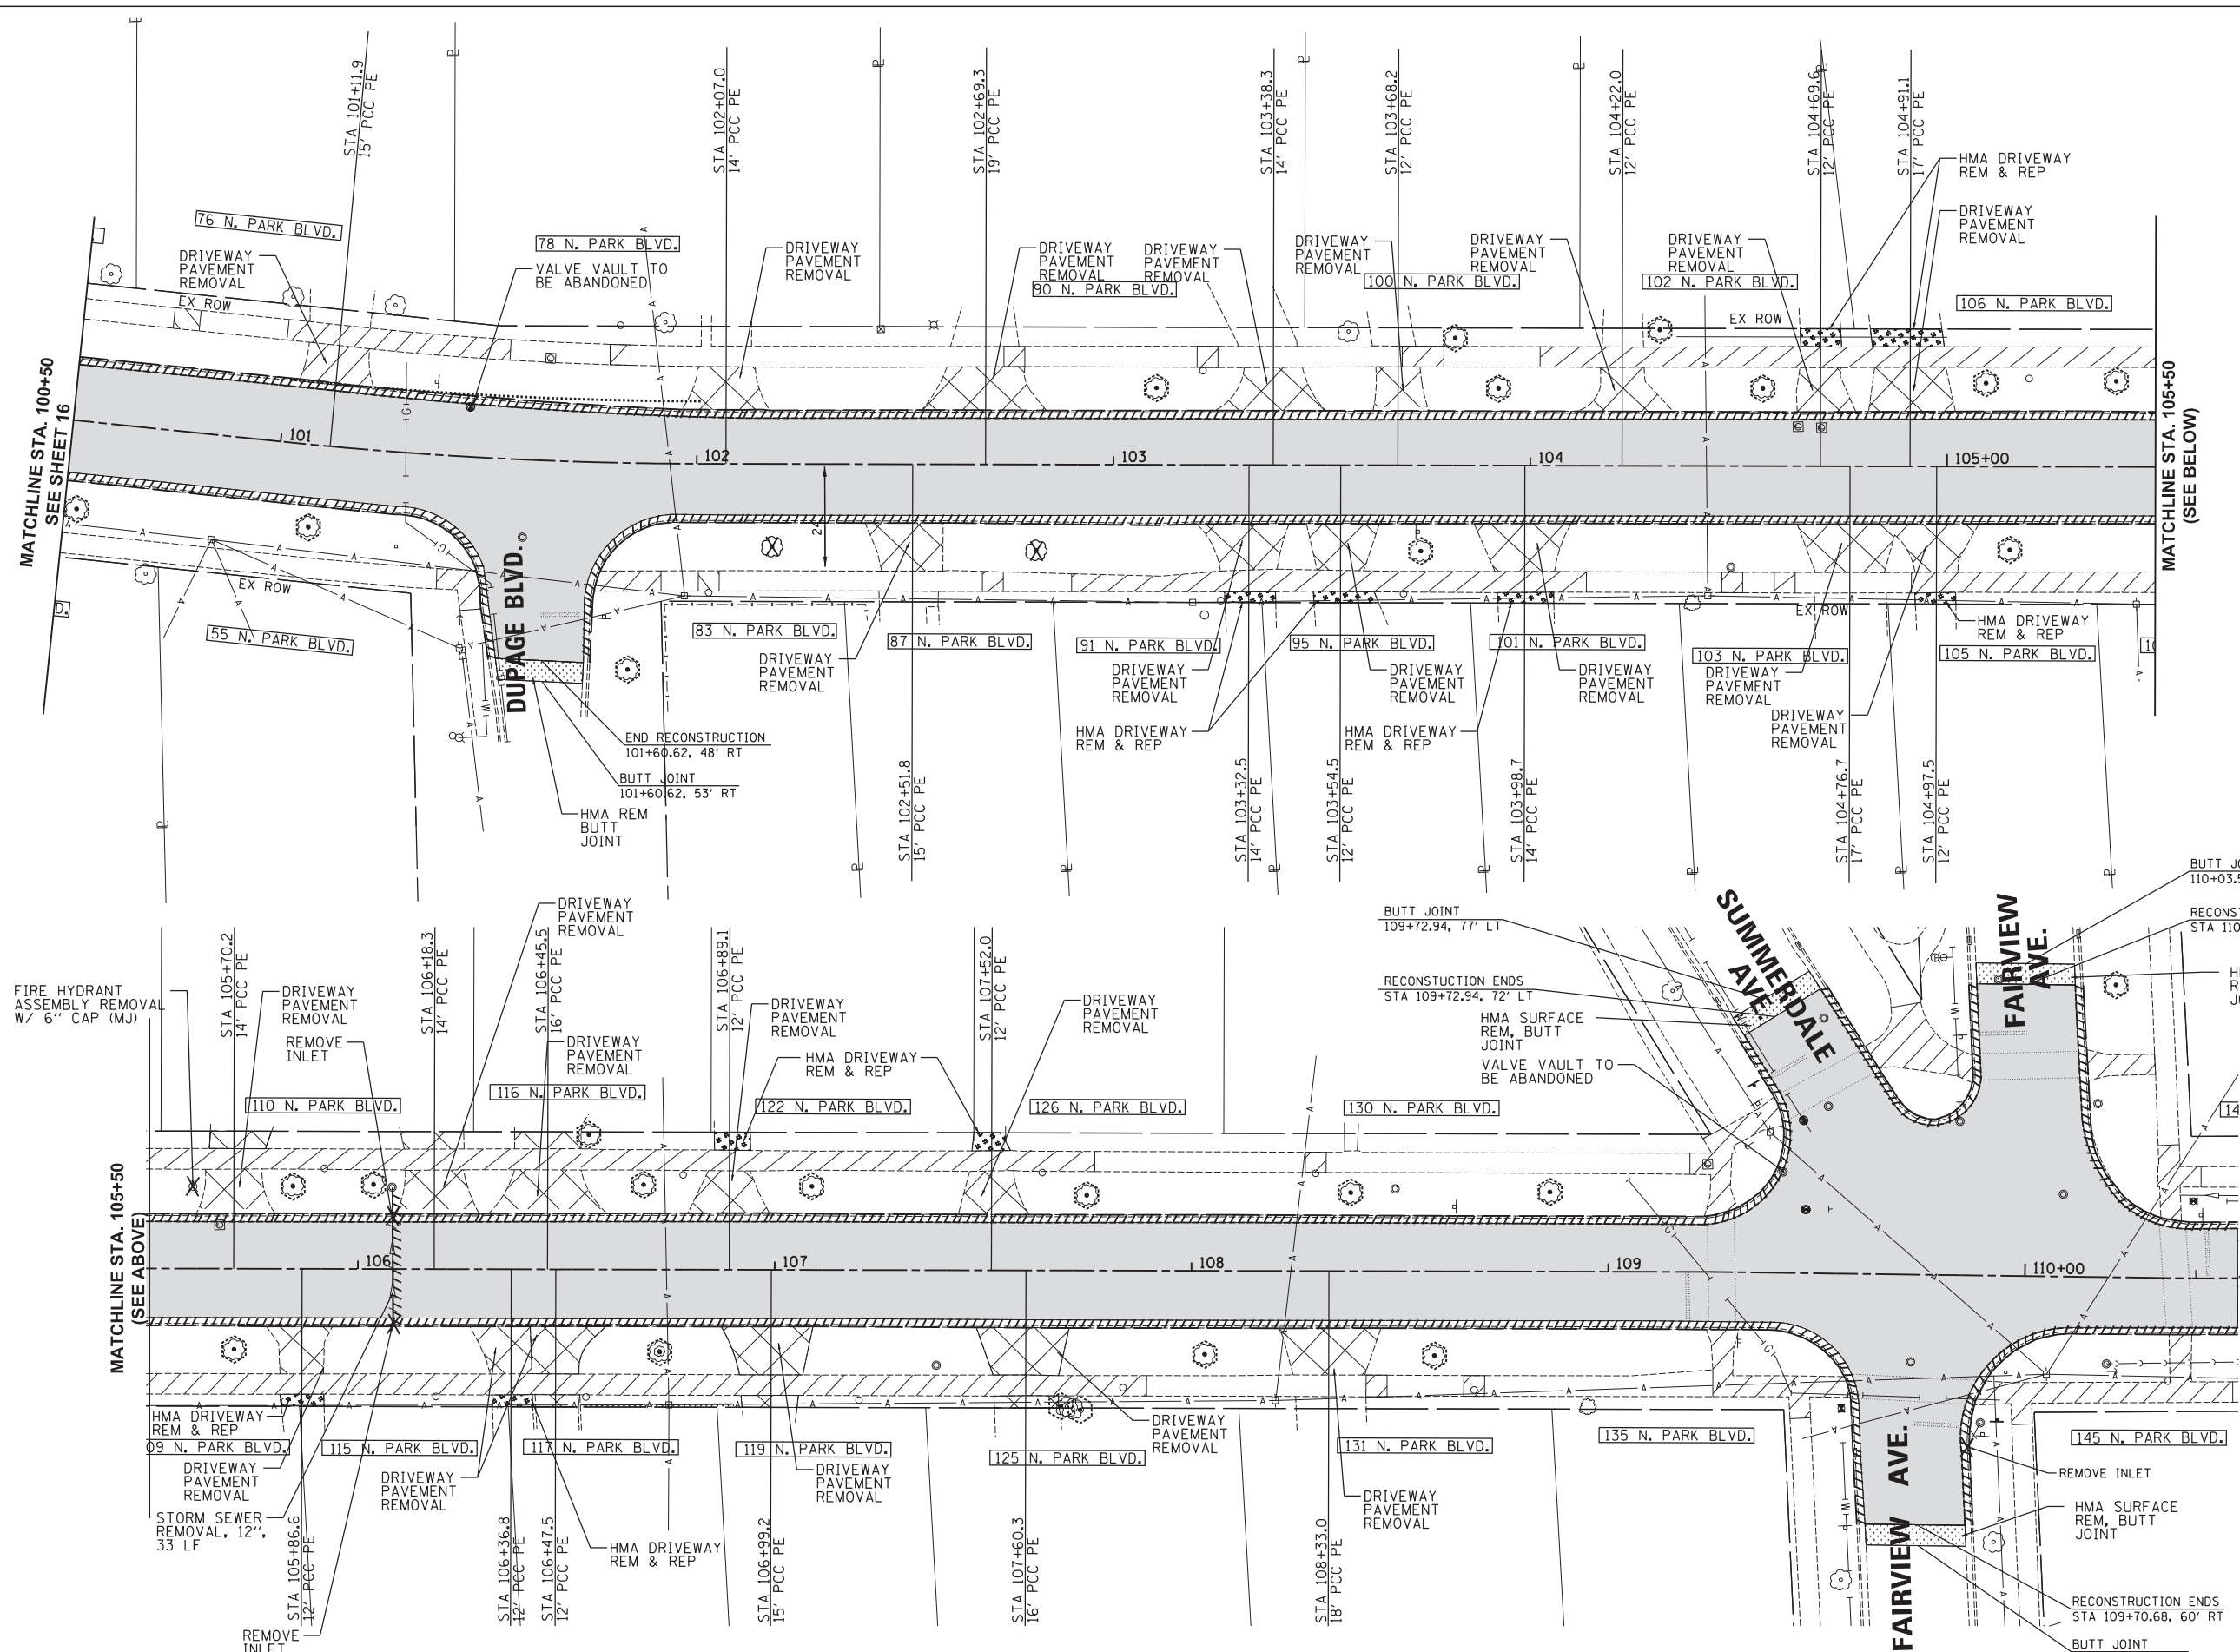 STA 101+11.9
15' PCC PE
STA 102+07.0
14' PCC PE
STA 102+69.3
19' PCC PE
STA 103+38.3
14' PCC PE
STA 103+68.2
12' PCC PE
STA 104+22.0
12' PCC PE
STA 104+69.6
12' PCC PE
STA 104+91.1
17' PCC PE
HMA DRIVEWAY
REM & REP
DRIVEWAY
PAVEMENT
REMOVAL
76 N. PARK BLVD.
DRIVEWAY
PAVEMENT
REMOVAL
EX ROW
78 N. PARK BLVD.
VALVE VAULT TO
BE ABANDONED
DRIVEWAY
PAVEMENT
REMOVAL
DRIVEWAY
PAVEMENT
REMOVAL
90 N. PARK BLVD.
DRIVEWAY
PAVEMENT
REMOVAL
DRIVEWAY
PAVEMENT
REMOVAL
100 N. PARK BLVD.
DRIVEWAY
PAVEMENT
REMOVAL
DRIVEWAY
PAVEMENT
REMOVAL
102 N. PARK BLVD.
106 N. PARK BLVD.
EX ROW
MATCHLINE STA. 100+50
SEE SHEET 16
101
102
103
104
105+00
MATCHLINE STA. 105+50
(SEE BELOW)
24'
EX ROW
55 N. PARK BLVD.
DUPAGE BLVD.
83 N. PARK BLVD.
DRIVEWAY
PAVEMENT
REMOVAL
87 N. PARK BLVD.
91 N. PARK BLVD.
DRIVEWAY
PAVEMENT
REMOVAL
95 N. PARK BLVD.
DRIVEWAY
PAVEMENT
REMOVAL
101 N. PARK BLVD.
DRIVEWAY
PAVEMENT
REMOVAL
EX ROW
103 N. PARK BLVD.
DRIVEWAY
PAVEMENT
REMOVAL
HMA DRIVEWAY
REM & REP
105 N. PARK BLVD.
DRIVEWAY
PAVEMENT
REMOVAL
HMA DRIVEWAY
REM & REP
HMA DRIVEWAY
REM & REP
END RECONSTRUCTION
101+60.62, 48' RT
BUTT JOINT
101+60.62, 53' RT
HMA REM
BUTT
JOINT
STA 102+51.8
15' PCC PE
STA 103+32.5
14' PCC PE
STA 103+54.5
12' PCC PE
STA 103+98.7
14' PCC PE
STA 104+76.7
17' PCC PE
STA 104+97.5
12' PCC PE
FIRE HYDRANT
ASSEMBLY REMOVAL
W/ 6'' CAP (MJ)
STA 105+70.2
14' PCC PE
DRIVEWAY
PAVEMENT
REMOVAL
REMOVE
INLET
STA 106+18.3
14' PCC PE
DRIVEWAY
PAVEMENT
REMOVAL
STA 106+45.5
16' PCC PE
DRIVEWAY
PAVEMENT
REMOVAL
STA 106+89.1
12' PCC PE
DRIVEWAY
PAVEMENT
REMOVAL
HMA DRIVEWAY
REM & REP
STA 107+52.0
12' PCC PE
DRIVEWAY
PAVEMENT
REMOVAL
BUTT JOINT
109+72.94, 77' LT
RECONSTUCTION ENDS
STA 109+72.94, 72' LT
HMA SURFACE
REM, BUTT
JOINT
VALVE VAULT TO
BE ABANDONED
SUMMERDALE
AVE.
FAIRVIEW
AVE.
110 N. PARK BLVD.
116 N. PARK BLVD.
122 N. PARK BLVD.
126 N. PARK BLVD.
130 N. PARK BLVD.
MATCHLINE STA. 105+50
(SEE ABOVE)
106
107
108
109
110+00
HMA DRIVEWAY
REM & REP
09 N. PARK BLVD.
DRIVEWAY
PAVEMENT
REMOVAL
STORM SEWER
REMOVAL, 12'',
33 LF
115 N. PARK BLVD.
DRIVEWAY
PAVEMENT
REMOVAL
117 N. PARK BLVD.
HMA DRIVEWAY
REM & REP
119 N. PARK BLVD.
DRIVEWAY
PAVEMENT
REMOVAL
125 N. PARK BLVD.
DRIVEWAY
PAVEMENT
REMOVAL
131 N. PARK BLVD.
DRIVEWAY
PAVEMENT
REMOVAL
135 N. PARK BLVD.
FAIRVIEW AVE.
145 N. PARK BLVD.
REMOVE INLET
HMA SURFACE
REM, BUTT
JOINT
RECONSTRUCTION ENDS
STA 109+70.68, 60' RT
BUTT JOINT
STA 105+86.6
12' PCC PE
STA 106+36.8
12' PCC PE
STA 106+47.5
12' PCC PE
STA 106+99.2
15' PCC PE
STA 107+60.3
16' PCC PE
STA 108+33.0
18' PCC PE
REMOVE
INLET